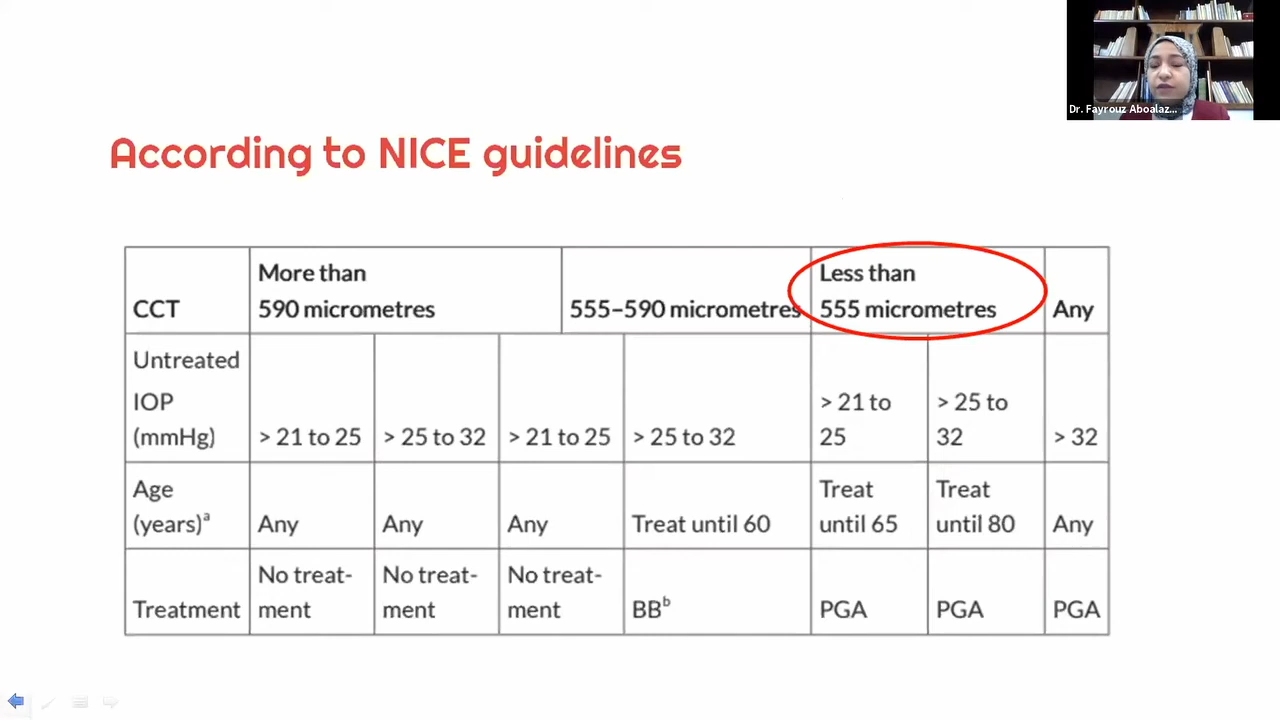 Dr. Fayrouz Aboalaz...
According to NICE guidelines
CCT
More than
590 micrometres
555–590 micrometres
Less than
555 micrometres
Any
Untreated
IOP
(mmHg)
> 21 to 25
> 25 to 32
> 21 to 25
> 25 to 32
> 21 to
25
> 25 to
32
> 32
Age
(years)ᵃ
Any
Any
Any
Treat until 60
Treat
until 65
Treat
until 80
Any
Treatment
No treat-
ment
No treat-
ment
No treat-
ment
BBᵇ
PGA
PGA
PGA